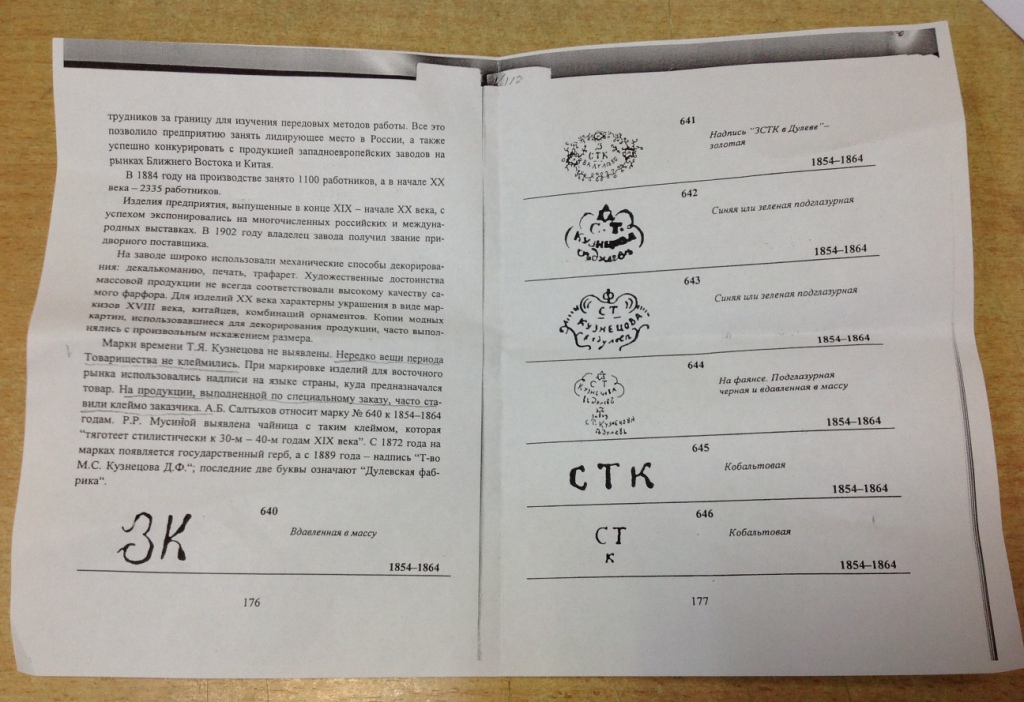 трудников за границу для изучения передовых методов работы. Все это
позволило предприятию занять лидирующее место в России, а также
успешно конкурировать с продукцией западноевропейских заводов на
рынках Ближнего Востока и Китая.
В 1884 году на производстве занято 1100 работников, а в начале XX
века – 2335 работников.
Изделия предприятия, выпущенные в конце XIX – начале XX века, с
успехом экспонировались на многочисленных российских и междуна-
родных выставках. В 1902 году владелец завода получил звание при-
дворного поставщика.
На заводе широко использовали механические способы декорирова-
ния: декалькоманию, печать, трафарет. Художественные достоинства
массовой продукции не всегда соответствовали высокому качеству са-
мого фарфора. Для изделий XX века характерны украшения в виде мар-
кизов XVIII века, китайцев, комбинаций орнаментов. Копии модных
картин, использовавшиеся для декорирования продукции, часто выпол-
нялись с произвольным искажением размера.
Марки времени Т.Я. Кузнецова не выявлены. Нередко вещи периода
Товарищества не клеймились. При маркировке изделий для восточного
рынка использовались надписи на языке страны, куда предназначался
товар. На продукции, выполненной по специальному заказу, часто ста-
вили клеймо заказчика. А.Б. Салтыков относит марку № 640 к 1854–1864
годам. Р.Р. Мусиной выявлена чайница с таким клеймом, которая
“тяготеет стилистически к 30-м – 40-м годам XIX века”. С 1872 года на
марках появляется государственный герб, а с 1889 года – надпись “Т-во
М.С. Кузнецова Д.Ф.“; последние две буквы означают “Дулевская фаб-
рика“.
640
ЗК
Вдавленная в массу
1854–1864
176
641
З
СТК
Надпись “ЗСТК в Дулеве”–
золотая
1854–1864
642
С. Т.
КУЗНЕЦОВА
Синяя или зеленая подглазурная
1854–1864
643
Ф
СТ
КУЗНЕЦОВА
Синяя или зеленая подглазурная
1854–1864
644
СТ
КУЗНЕЦОВА
С.Т. КУЗНЕЦОВА
На фаянсе. Подглазурная
черная и вдавленная в массу
1854–1864
645
СТК
Кобальтовая
1854–1864
646
СТ
К
Кобальтовая
1854–1864
177